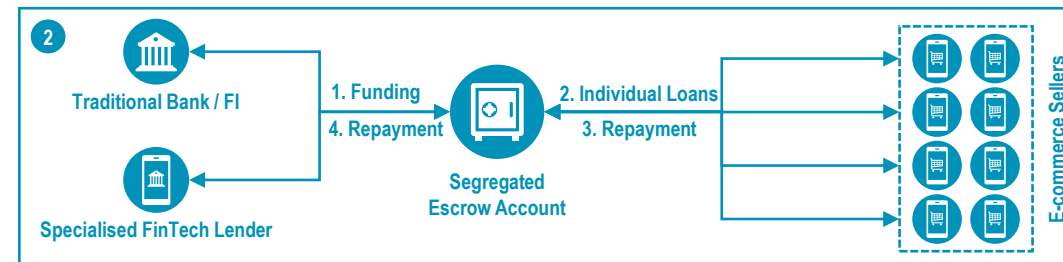 2
Traditional Bank / FI
1. Funding
4. Repayment
2. Individual Loans
3. Repayment
Segregated
Escrow Account
Specialised FinTech Lender
E-commerce Sellers